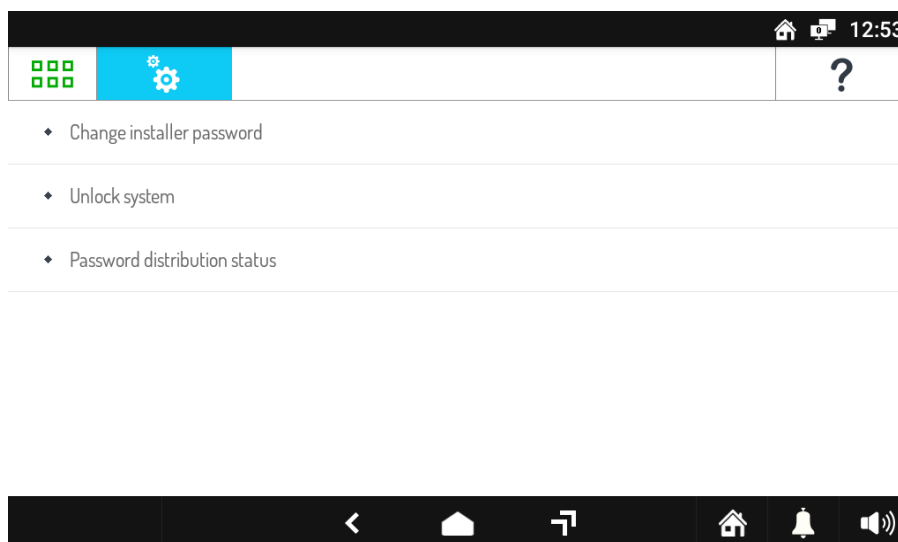 12:53
?
Change installer password
Unlock system
Password distribution status